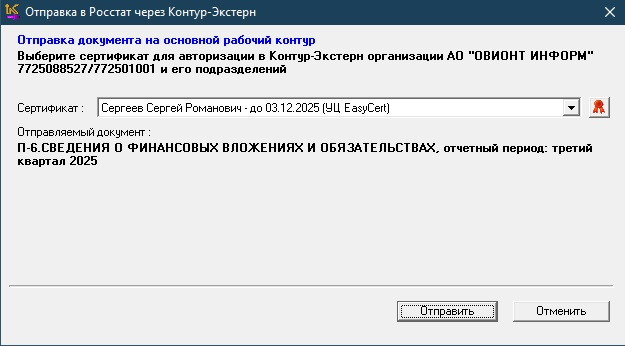 Отправка в Росстат через Контур-Экстерн
Отправка документа на основной рабочий контур
Выберите сертификат для авторизации в Контур-Экстерн организации АО "ОВИОНТ ИНФОРМ"
7725088527/772501001 и его подразделений
Сертификат : Сергеев Сергей Романович - до 03.12.2025 (УЦ EasyCert)
Отправляемый документ :
П-6.СВЕДЕНИЯ О ФИНАНСОВЫХ ВЛОЖЕНИЯХ И ОБЯЗАТЕЛЬСТВАХ, отчетный период: третий
квартал 2025
Отправить Отменить